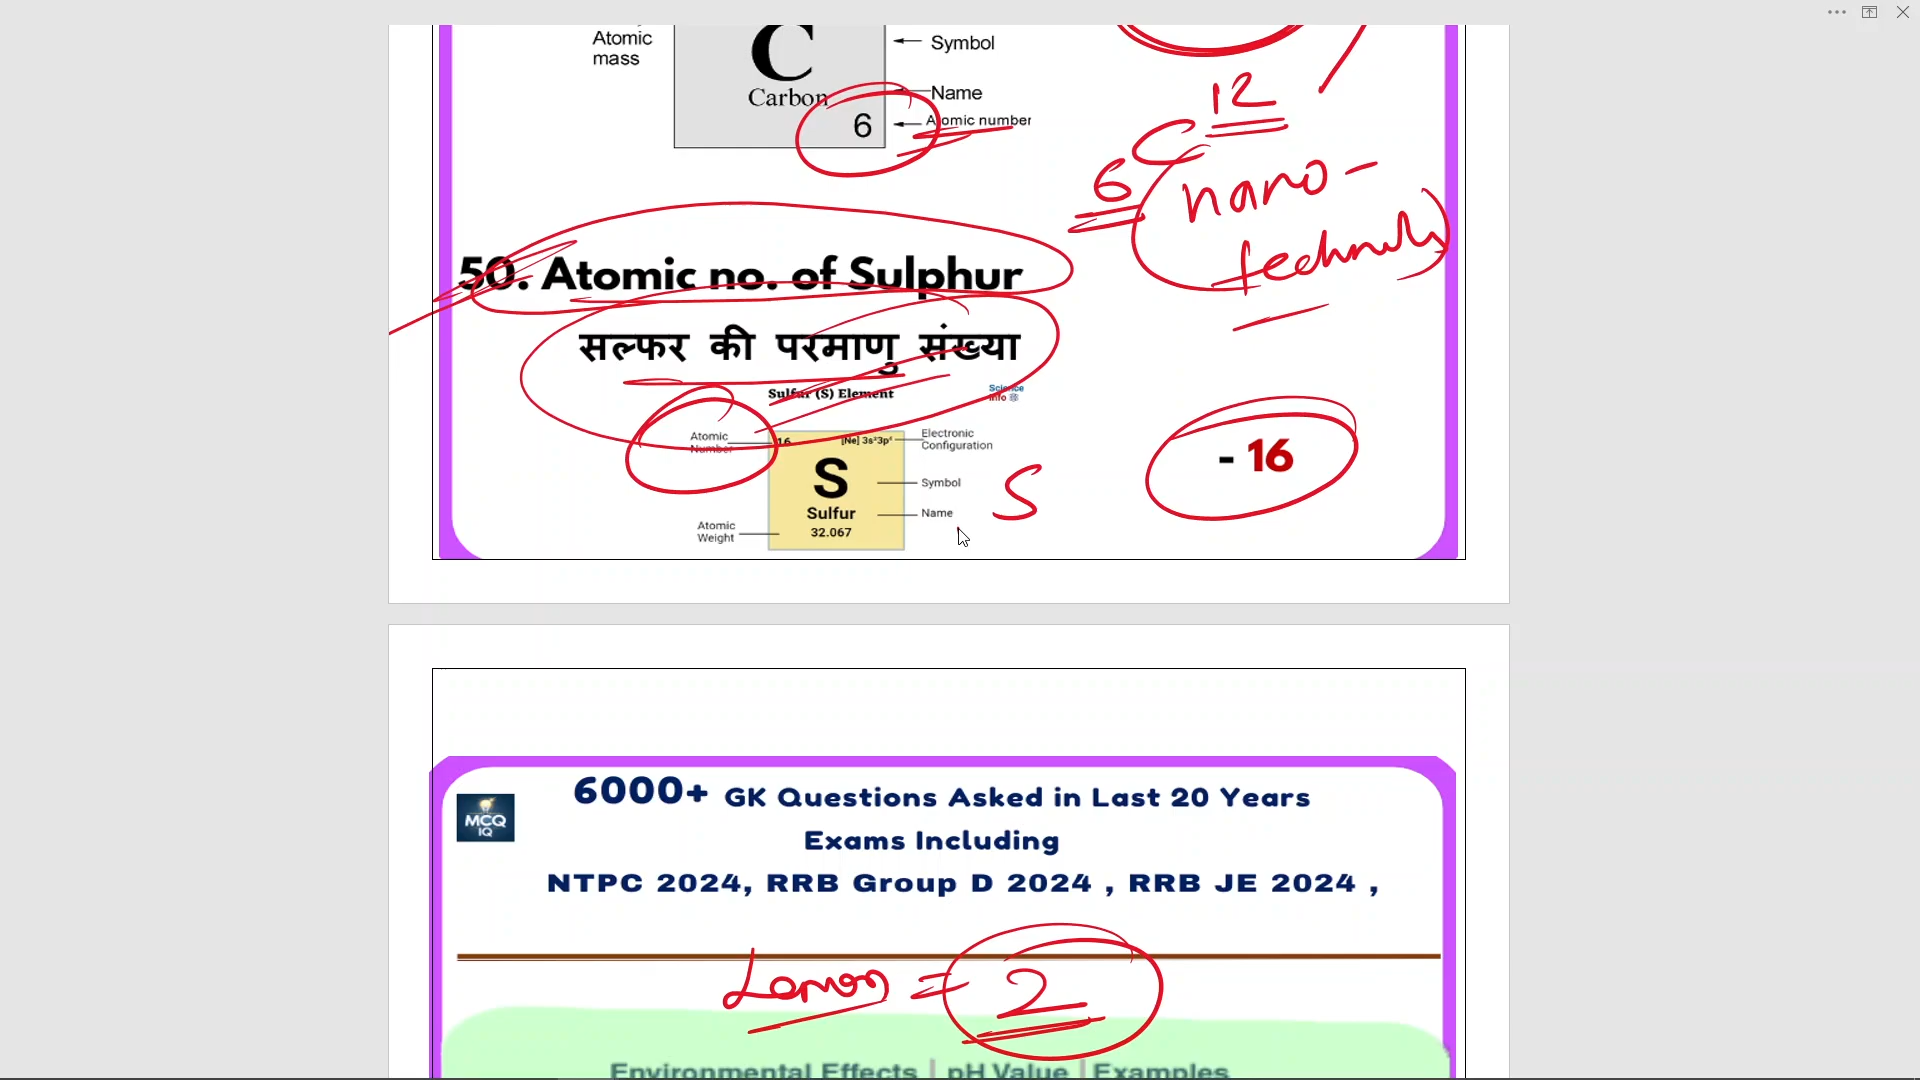 Atomic
mass
C
Carbon
6
Symbol
Name
Atomic number
12
C
6
nano-
50. Atomic no. of Sulphur
सल्फर की परमाणु संख्या
Sulfur (S) Element
Science
Info
Atomic
Number
16
[Ne] 3s²3p⁴
Electronic
Configuration
S
Sulfur
32.067
Symbol
Name
Atomic
Weight
S
- 16
MCQ
IQ
6000+ GK Questions Asked in Last 20 Years
Exams Including
NTPC 2024, RRB Group D 2024 , RRB JE 2024 ,
Lemon = 2
Environmental Effects | pH Value | Examples